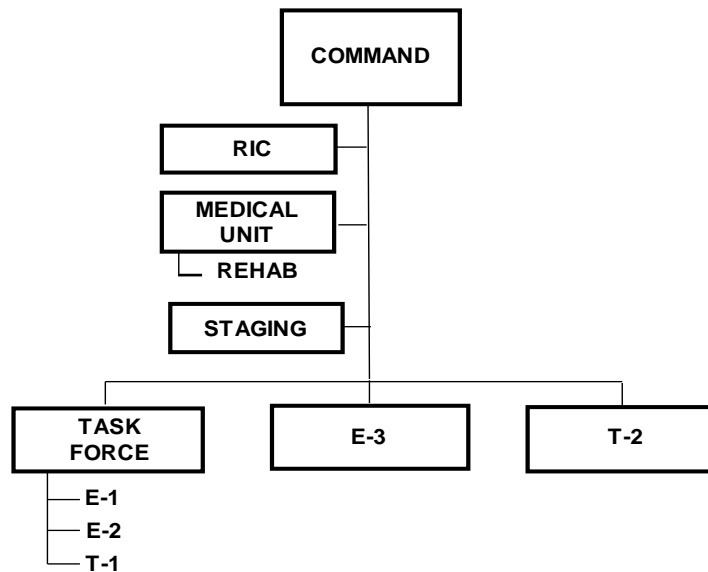 COMMAND
RIC
MEDICAL
UNIT
REHAB
STAGING
TASK
FORCE
E-3
T-2
E-1
E-2
T-1